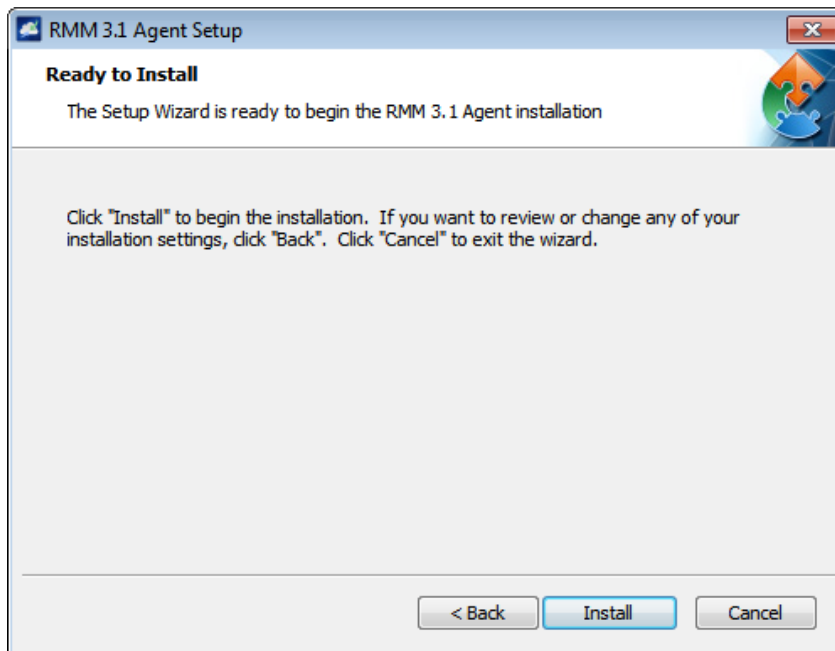 RMM 3.1 Agent Setup
Ready to Install
The Setup Wizard is ready to begin the RMM 3.1 Agent installation
Click "Install" to begin the installation.  If you want to review or change any of your
installation settings, click "Back".  Click "Cancel" to exit the wizard.
< Back Install Cancel